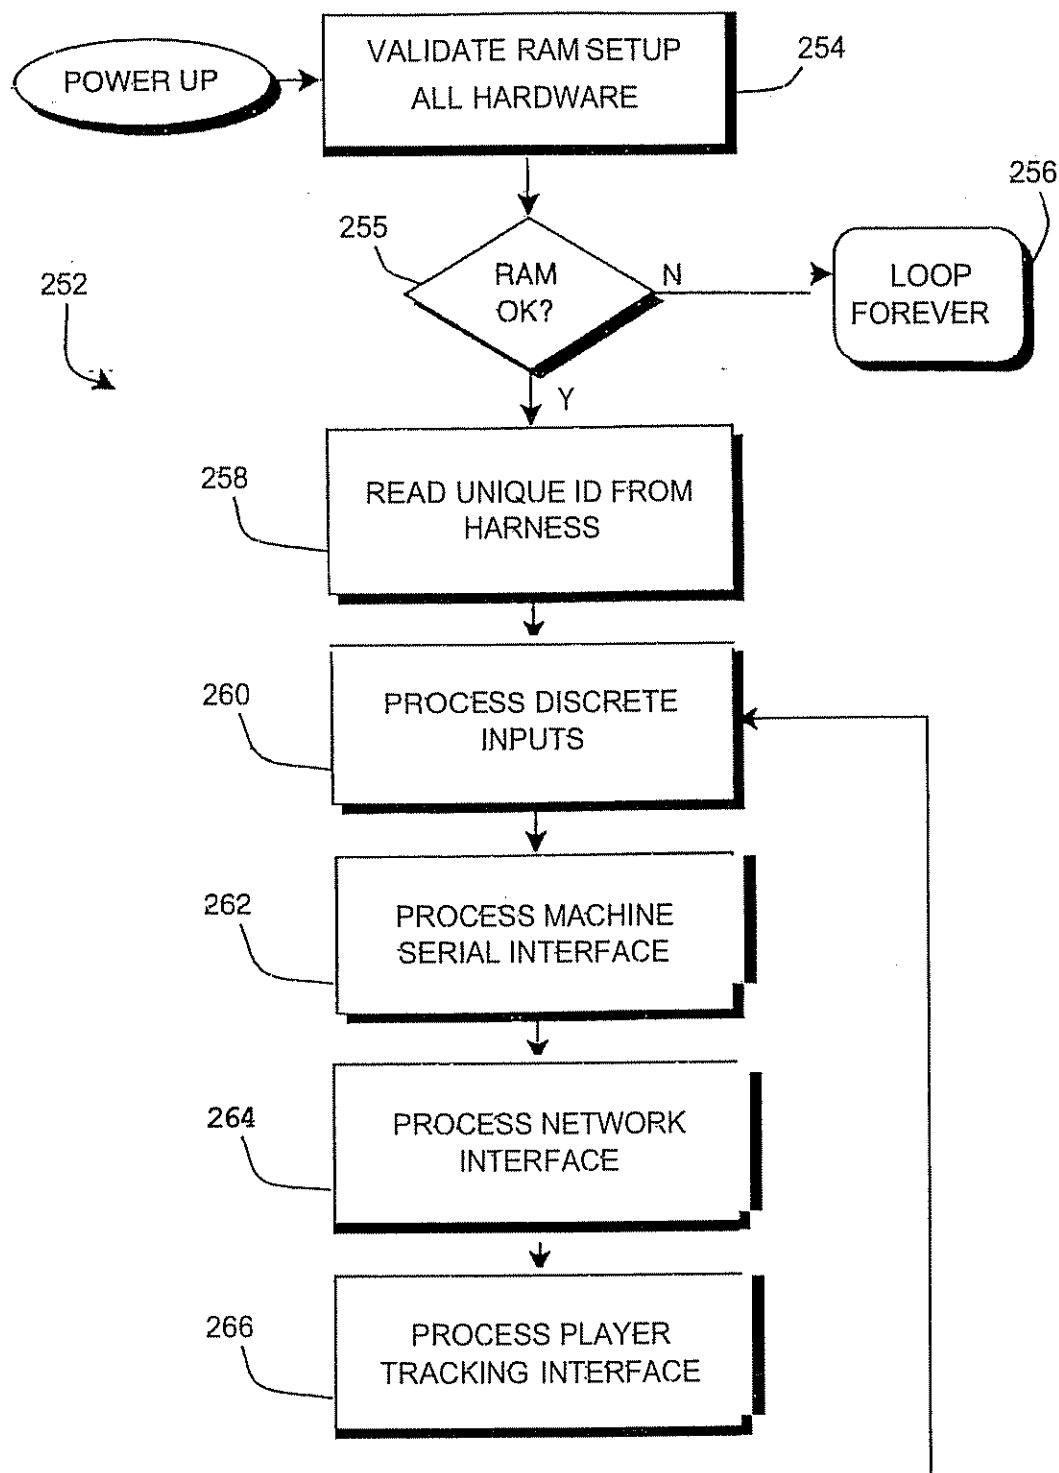 POWER UP
VALIDATE RAM SETUP
ALL HARDWARE
254
255
RAM
OK?
N
256
LOOP
FOREVER
252
Y
258
READ UNIQUE ID FROM
HARNESS
260
PROCESS DISCRETE
INPUTS
262
PROCESS MACHINE
SERIAL INTERFACE
264
PROCESS NETWORK
INTERFACE
266
PROCESS PLAYER
TRACKING INTERFACE